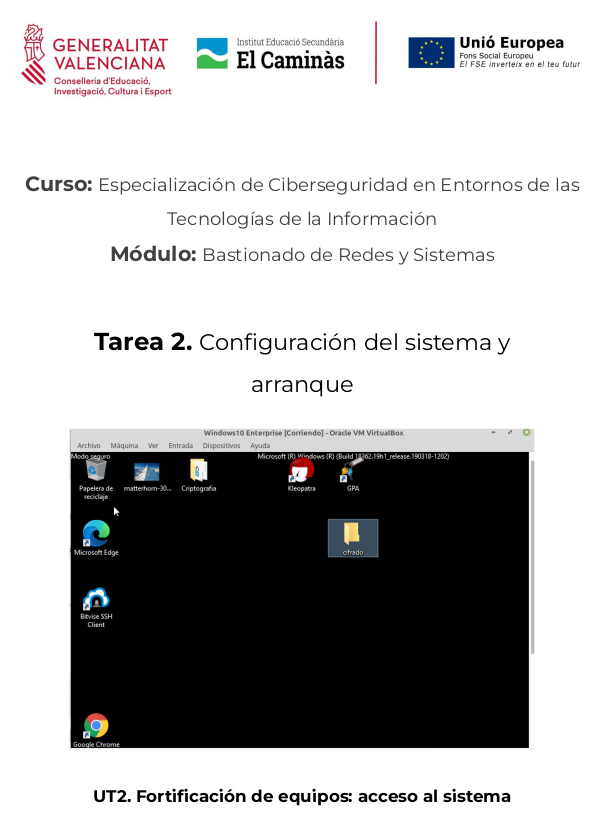 GENERALITAT
VALENCIANA
Conselleria d'Educació,
Investigació, Cultura i Esport
Institut Educació Secundària
El Caminàs
Unió Europea
Fons Social Europeu
El FSE inverteix en el teu futur
Curso: Especialización de Ciberseguridad en Entornos de las
Tecnologías de la Información
Módulo: Bastionado de Redes y Sistemas
Tarea 2. Configuración del sistema y
arranque
Windows10 Enterprise [Corriendo] - Oracle VM VirtualBox
Archivo Máquina Ver Entrada Dispositivos Ayuda
Modo seguro
Microsoft (R) Windows (R) (Build 18362.19h1_release.190318-1202)
Papelera de
reciclaje
matterhorn-30...
Criptografia
Kleopatra
GPA
Microsoft Edge
cifrado
Bitvise SSH
Client
Google Chrome
UT2. Fortificación de equipos: acceso al sistema